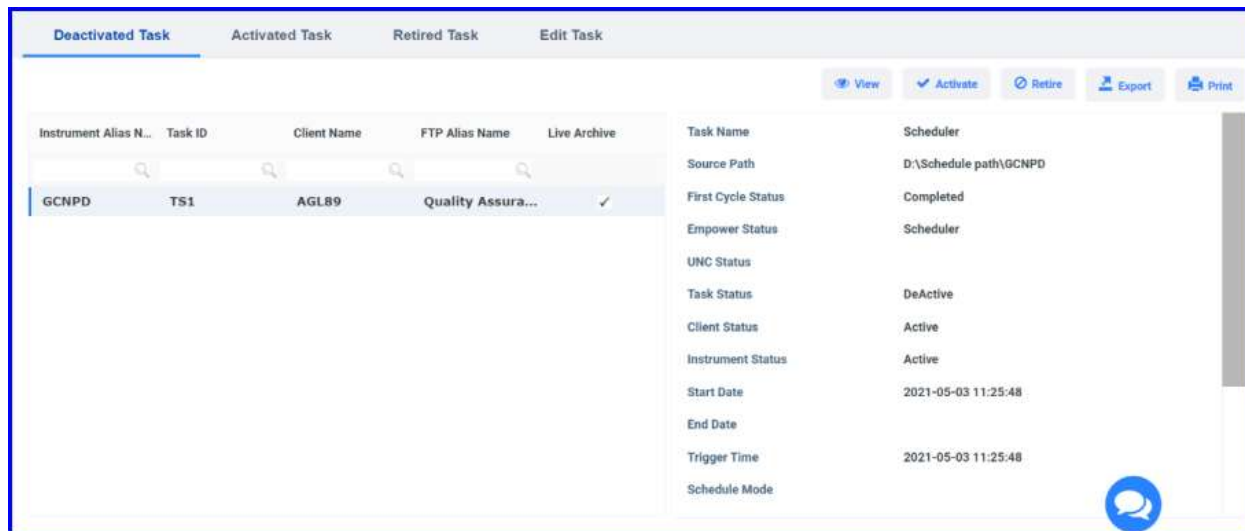 Deactivated Task Activated Task Retired Task Edit Task
View Activate Retire Export Print
Instrument Alias N... Task ID Client Name FTP Alias Name Live Archive
GCNPD TS1 AGL89 Quality Assura...
Task Name Scheduler
Source Path D:\Schedule path\GCNPD
First Cycle Status Completed
Empower Status Scheduler
UNC Status
Task Status DeActive
Client Status Active
Instrument Status Active
Start Date 2021-05-03 11:25:48
End Date
Trigger Time 2021-05-03 11:25:48
Schedule Mode